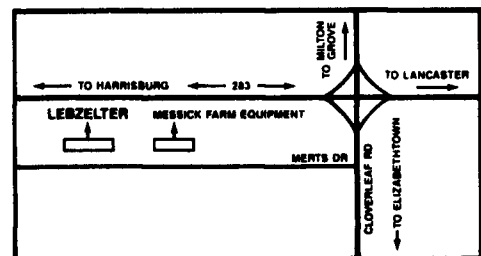 TO MILTON
GROVE
TO HARRISBURG
283
TO LANCASTER
LEBZELTER
MESSICK FARM EQUIPMENT
MERTS DR
CLOVERLEAF RD
TO ELIZABETHTOWN